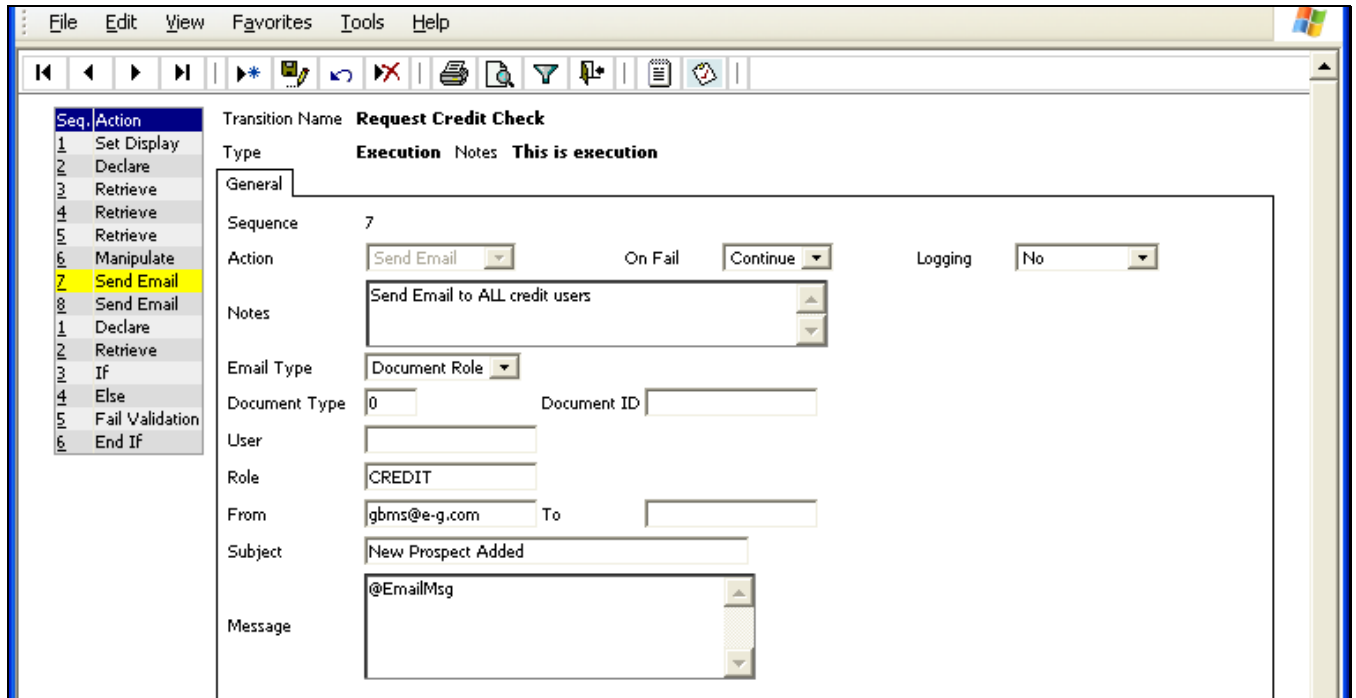 File Edit View Favorites Tools Help
Seq. Action
1 Set Display
2 Declare
3 Retrieve
4 Retrieve
5 Retrieve
6 Manipulate
7 Send Email
8 Send Email
1 Declare
2 Retrieve
3 If
4 Else
5 Fail Validation
6 End If
Transition Name Request Credit Check
Type Execution Notes This is execution
General
Sequence 7
Action Send Email On Fail Continue Logging No
Notes Send Email to ALL credit users
Email Type Document Role
Document Type 0 Document ID
User
Role CREDIT
From gbms@e-g.com To
Subject New Prospect Added
Message @EmailMsg